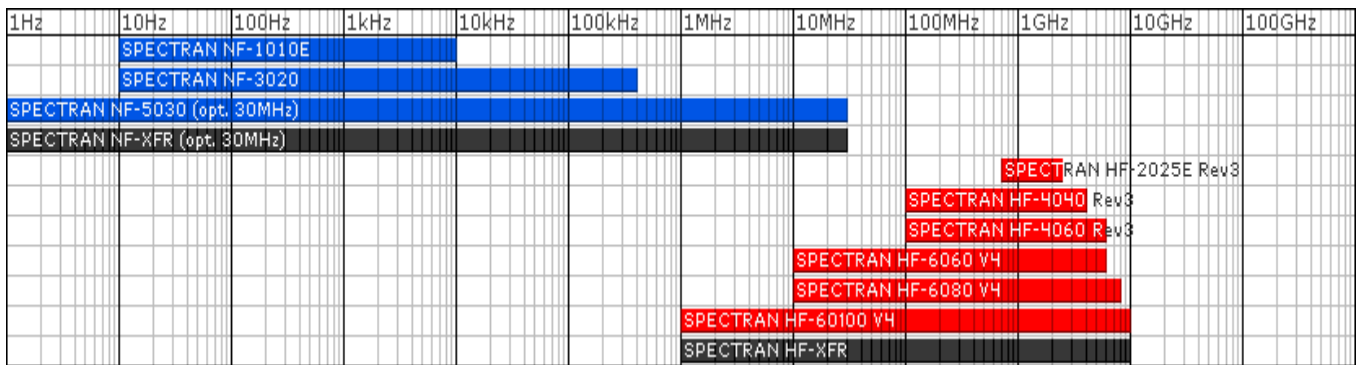 1Hz 10Hz 100Hz 1kHz 10kHz 100kHz 1MHz 10MHz 100MHz 1GHz 10GHz 100GHz
SPECTRAN NF-1010E
SPECTRAN NF-3020
SPECTRAN NF-5030 (opt. 30MHz)
SPECTRAN NF-XFR (opt. 30MHz)
SPECTRAN HF-2025E Rev3
SPECTRAN HF-4040 Rev3
SPECTRAN HF-4060 Rev3
SPECTRAN HF-6060 V4
SPECTRAN HF-6080 V4
SPECTRAN HF-60100 V4
SPECTRAN HF-XFR